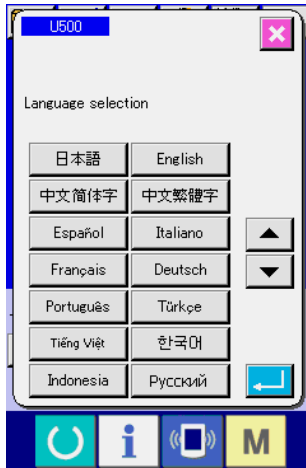 U500
Language selection
日本語 English
中文简体字 中文繁體字
Español Italiano
Français Deutsch
Português Türkçe
Tiếng Việt 한국어
Indonesia Русский
i M